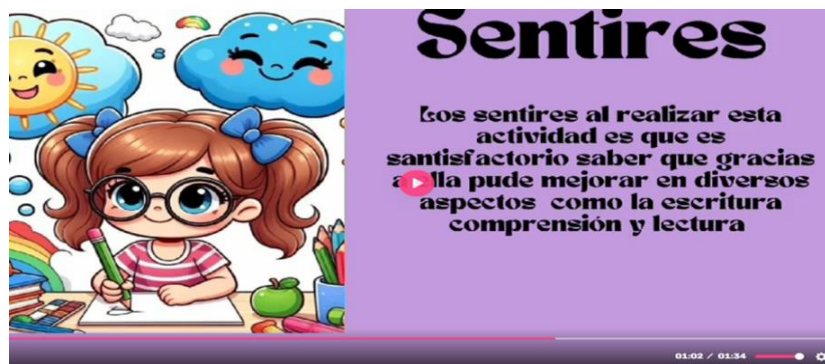 Sentires
Los sentires al realizar esta
actividad es que es
santisfactorio saber que gracias
a ella pude mejorar en diversos
aspectos como la escritura
comprensión y lectura
01:02 / 01:34